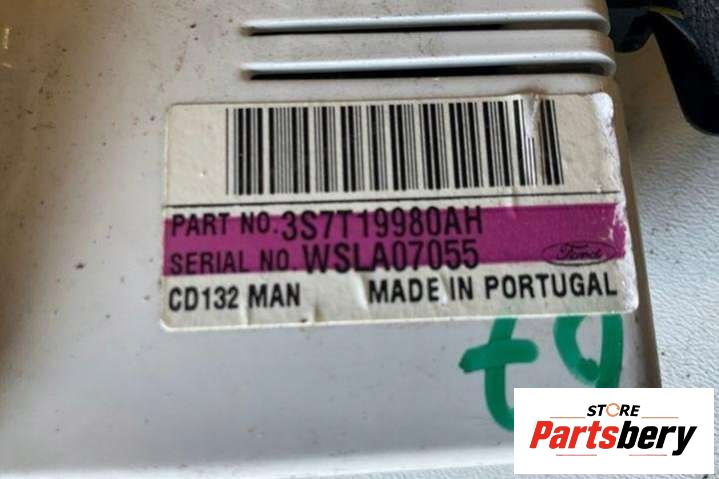 PART NO. 3S7T19980AH
SERIAL NO. WSLA07055
Ford
CD132 MAN MADE IN PORTUGAL
STORE
Partsbery